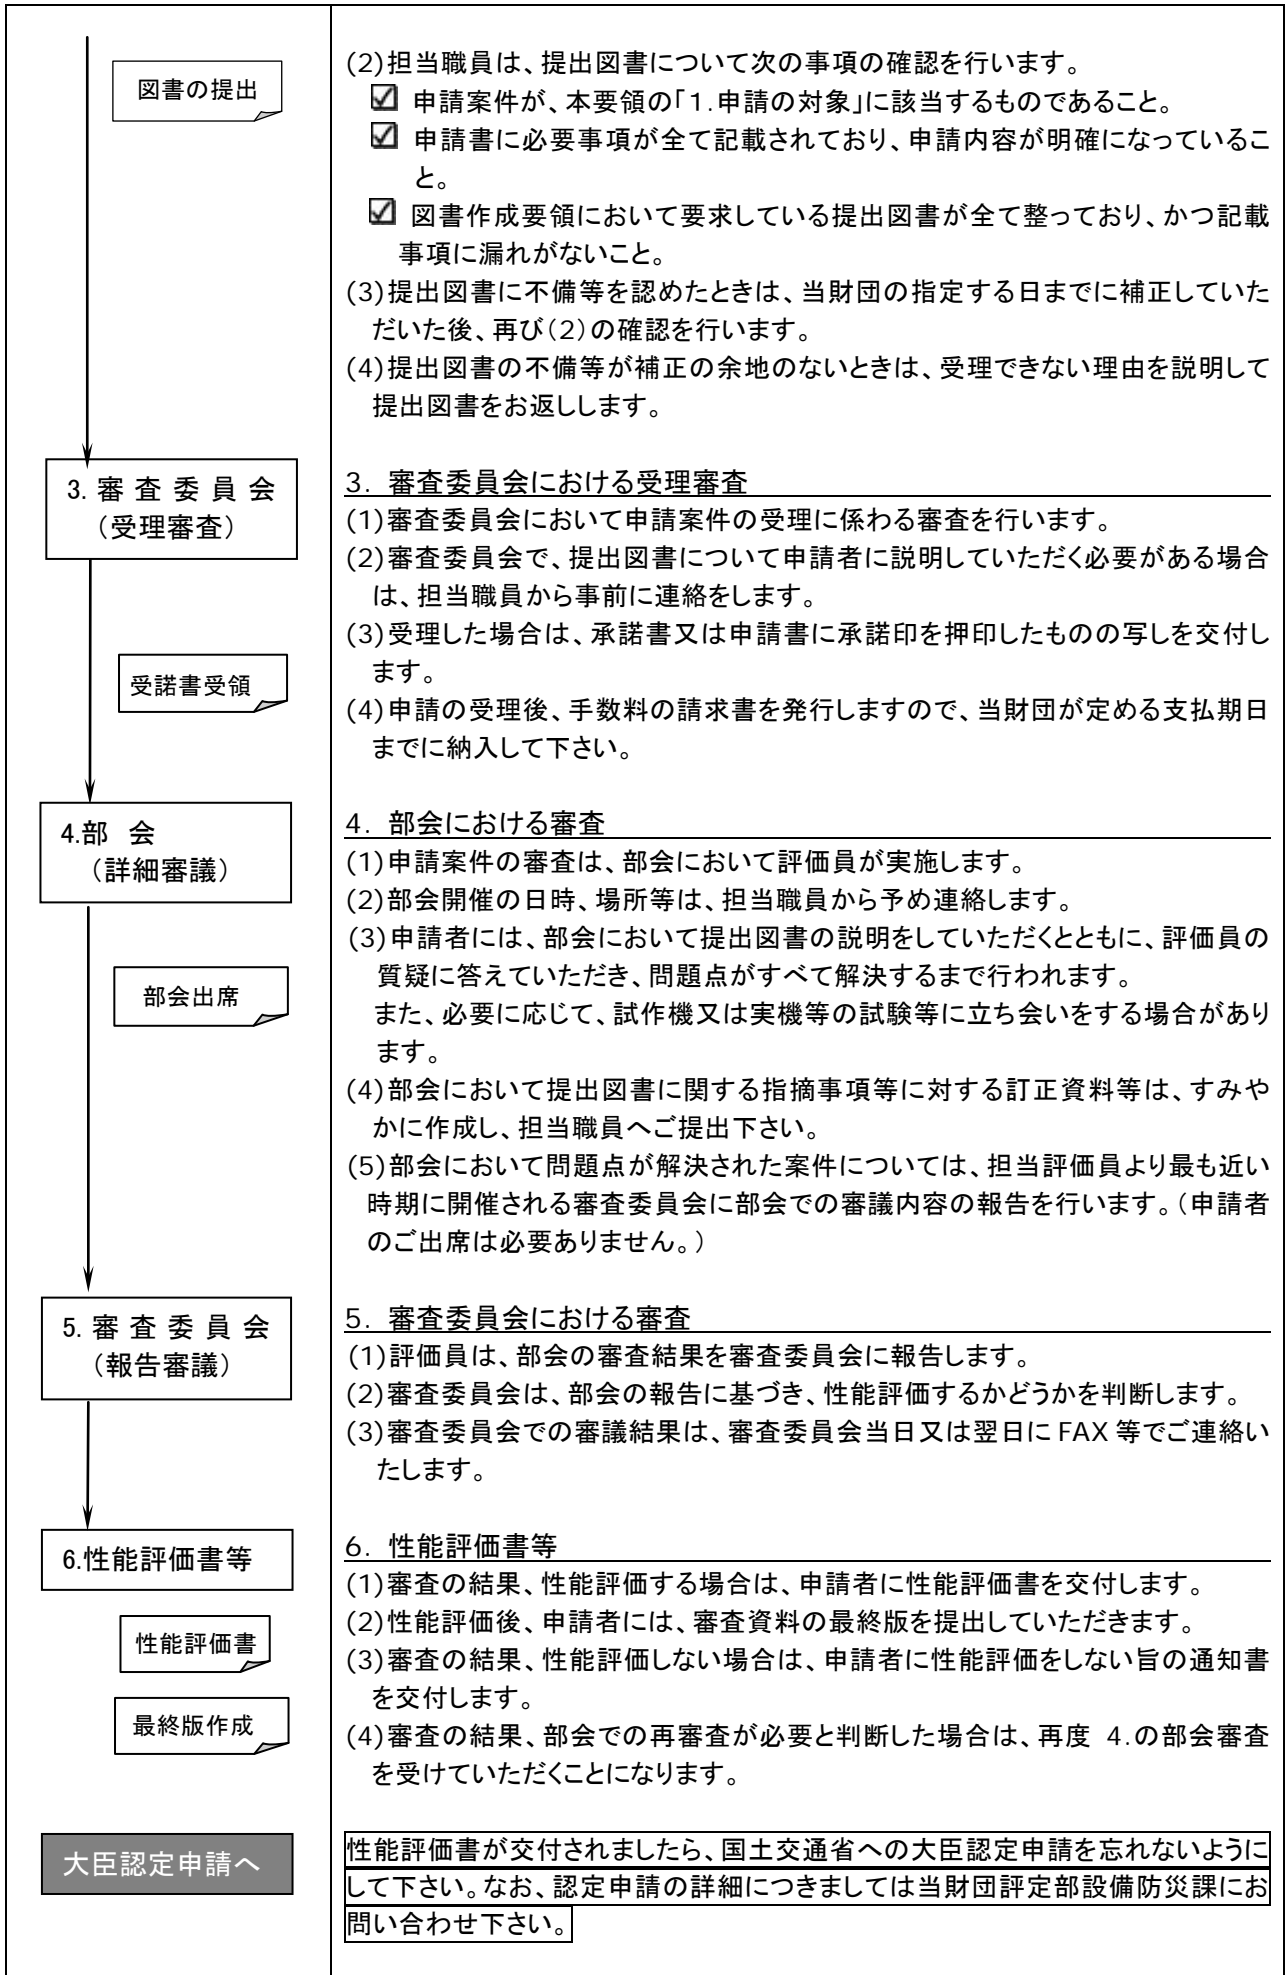 図書の提出
(2)担当職員は、提出図書について次の事項の確認を行います。
☑ 申請案件が、本要領の「1.申請の対象」に該当するものであること。
☑ 申請書に必要事項が全て記載されており、申請内容が明確になっているこ
と。
☑ 図書作成要領において要求している提出図書が全て整っており、かつ記載
事項に漏れがないこと。
(3)提出図書に不備等を認めたときは、当財団の指定する日までに補正していた
だいた後、再び(2)の確認を行います。
(4)提出図書の不備等が補正の余地のないときは、受理できない理由を説明して
提出図書をお返しします。
3. 審査委員会
(受理審査)
3. 審査委員会における受理審査
(1)審査委員会において申請案件の受理に係わる審査を行います。
(2)審査委員会で、提出図書について申請者に説明していただく必要がある場合
は、担当職員から事前に連絡をします。
(3)受理した場合は、承諾書又は申請書に承諾印を押印したものの写しを交付し
ます。
受諾書受領
(4)申請の受理後、手数料の請求書を発行しますので、当財団が定める支払期日
までに納入して下さい。
4.部 会
(詳細審議)
4. 部会における審査
(1)申請案件の審査は、部会において評価員が実施します。
(2)部会開催の日時、場所等は、担当職員から予め連絡します。
(3)申請者には、部会において提出図書の説明をしていただくとともに、評価員の
質疑に答えていただき、問題点がすべて解決するまで行われます。
部会出席
また、必要に応じて、試作機又は実機等の試験等に立ち会いをする場合があり
ます。
(4)部会において提出図書に関する指摘事項等に対する訂正資料等は、すみや
かに作成し、担当職員へご提出下さい。
(5)部会において問題点が解決された案件については、担当評価員より最も近い
時期に開催される審査委員会に部会での審議内容の報告を行います。(申請者
のご出席は必要ありません。)
5. 審査委員会
(報告審議)
5. 審査委員会における審査
(1)評価員は、部会の審査結果を審査委員会に報告します。
(2)審査委員会は、部会の報告に基づき、性能評価するかどうかを判断します。
(3)審査委員会での審議結果は、審査委員会当日又は翌日に FAX 等でご連絡い
たします。
6.性能評価書等
6. 性能評価書等
(1)審査の結果、性能評価する場合は、申請者に性能評価書を交付します。
(2)性能評価後、申請者には、審査資料の最終版を提出していただきます。
性能評価書
(3)審査の結果、性能評価しない場合は、申請者に性能評価をしない旨の通知書
を交付します。
最終版作成
(4)審査の結果、部会での再審査が必要と判断した場合は、再度 4.の部会審査
を受けていただくことになります。
大臣認定申請へ
性能評価書が交付されましたら、国土交通省への大臣認定申請を忘れないように
して下さい。なお、認定申請の詳細につきましては当財団評定部設備防災課にお
問い合わせ下さい。